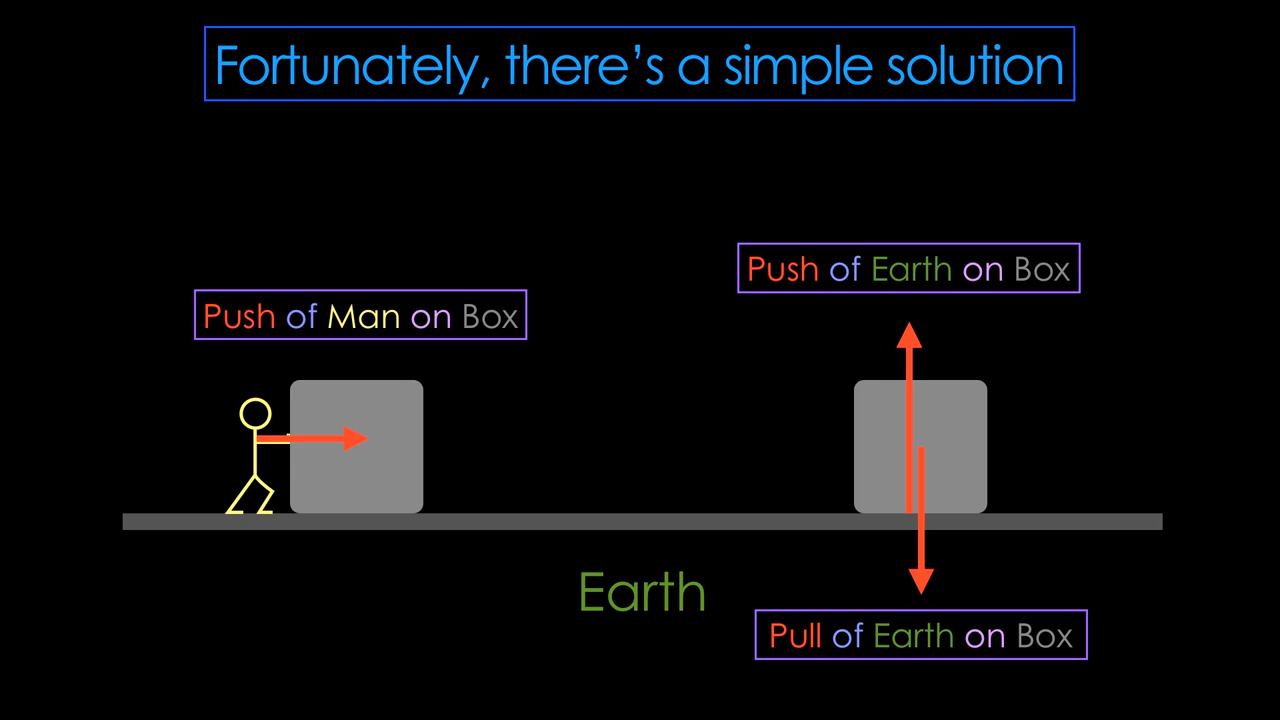 Fortunately, there's a simple solution
Push of Earth on Box
Push of Man on Box
Earth
Pull of Earth on Box